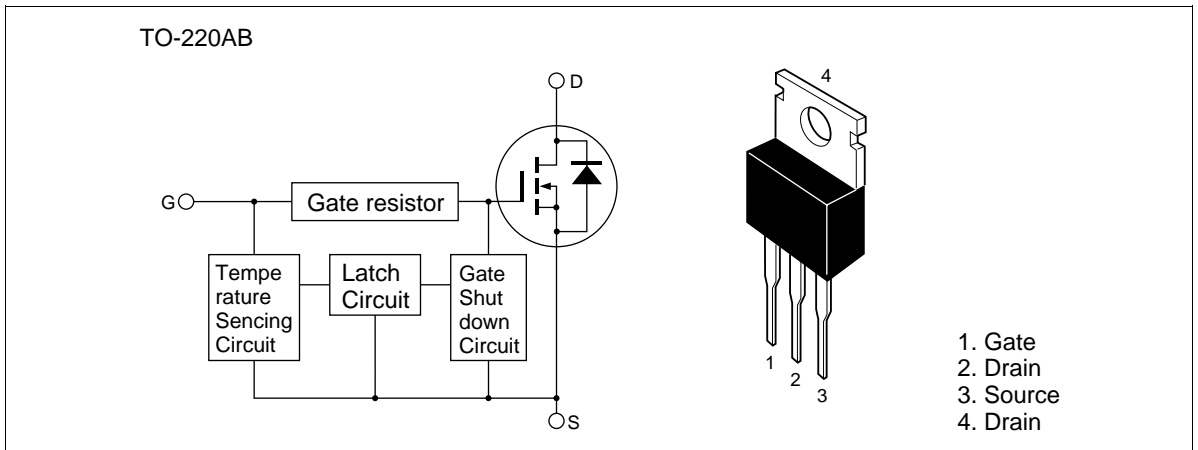 TO-220AB
D
G
Gate resistor
Tempe
rature
Sencing
Circuit
Latch
Circuit
Gate
Shut
down
Circuit
S
4
1
2
3
1. Gate
2. Drain
3. Source
4. Drain